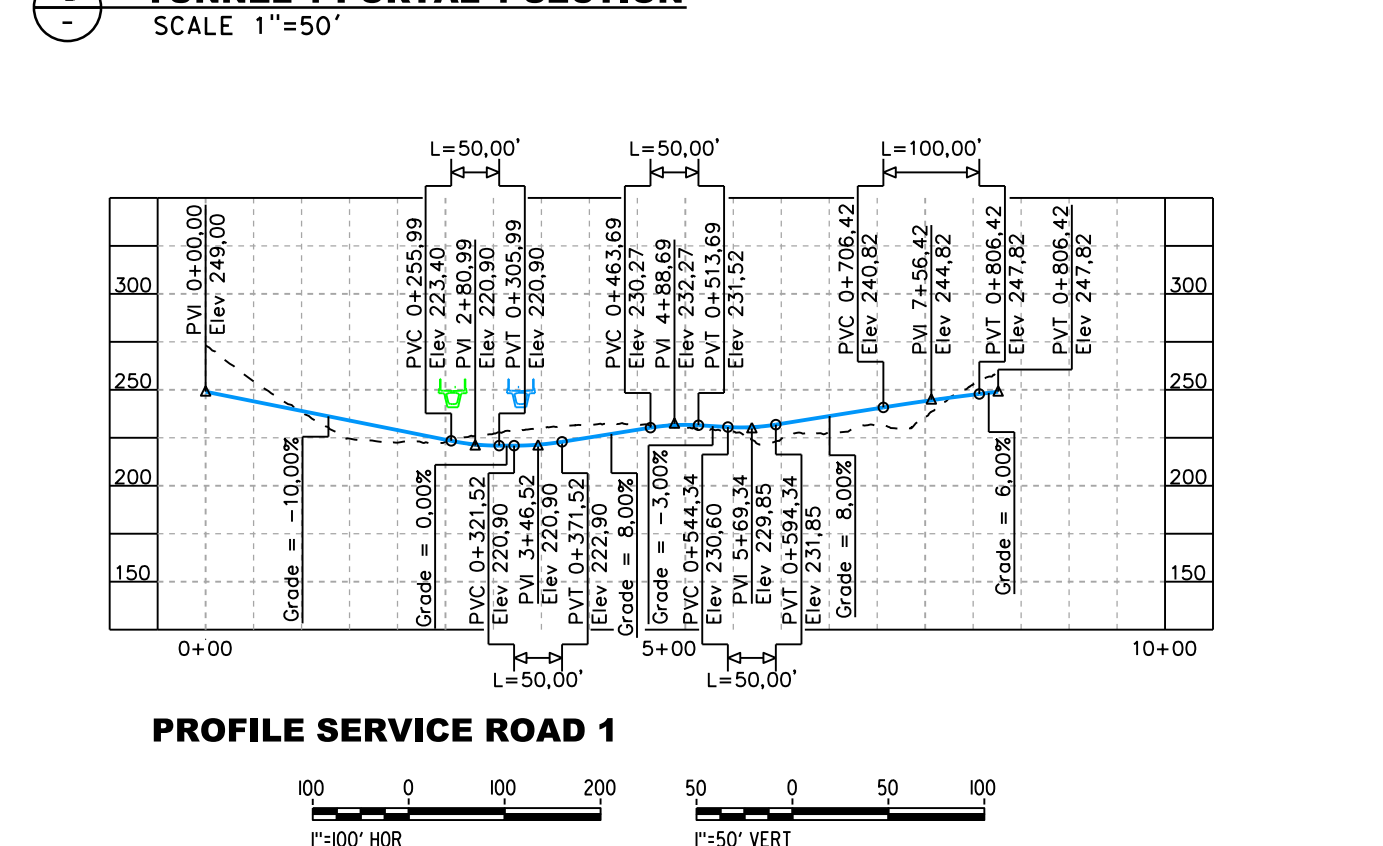 SCALE 1"=50'
L=50,00'
L=50,00'
L=100,00'
PVI 0+00,00
Elev 249,00
PVC 0+255,99
Elev 223,40
PVI 2+80,99
Elev 220,90
PVT 0+305,99
Elev 220,90
PVC 0+463,69
Elev 230,27
PVI 4+88,69
Elev 232,27
PVT 0+513,69
Elev 231,52
PVC 0+706,42
Elev 240,82
PVI 7+56,42
Elev 244,82
PVT 0+806,42
Elev 247,82
PVT 0+806,42
Elev 247,82
300
300
250
250
200
200
150
150
Grade = -10,00%
Grade = 0,00%
PVC 0+321,52
Elev 220,90
PVI 3+46,52
Elev 220,90
PVT 0+371,52
Elev 222,90
Grade = 8,00%
Grade = -3,00%
PVC 0+544,34
Elev 230,60
PVI 5+69,34
Elev 229,85
PVT 0+594,34
Elev 231,85
Grade = 8,00%
Grade = 6,00%
0+00
5+00
10+00
L=50,00'
L=50,00'
PROFILE SERVICE ROAD 1
100 0 100 200
1"=100' HOR
50 0 50 100
1"=50' VERT